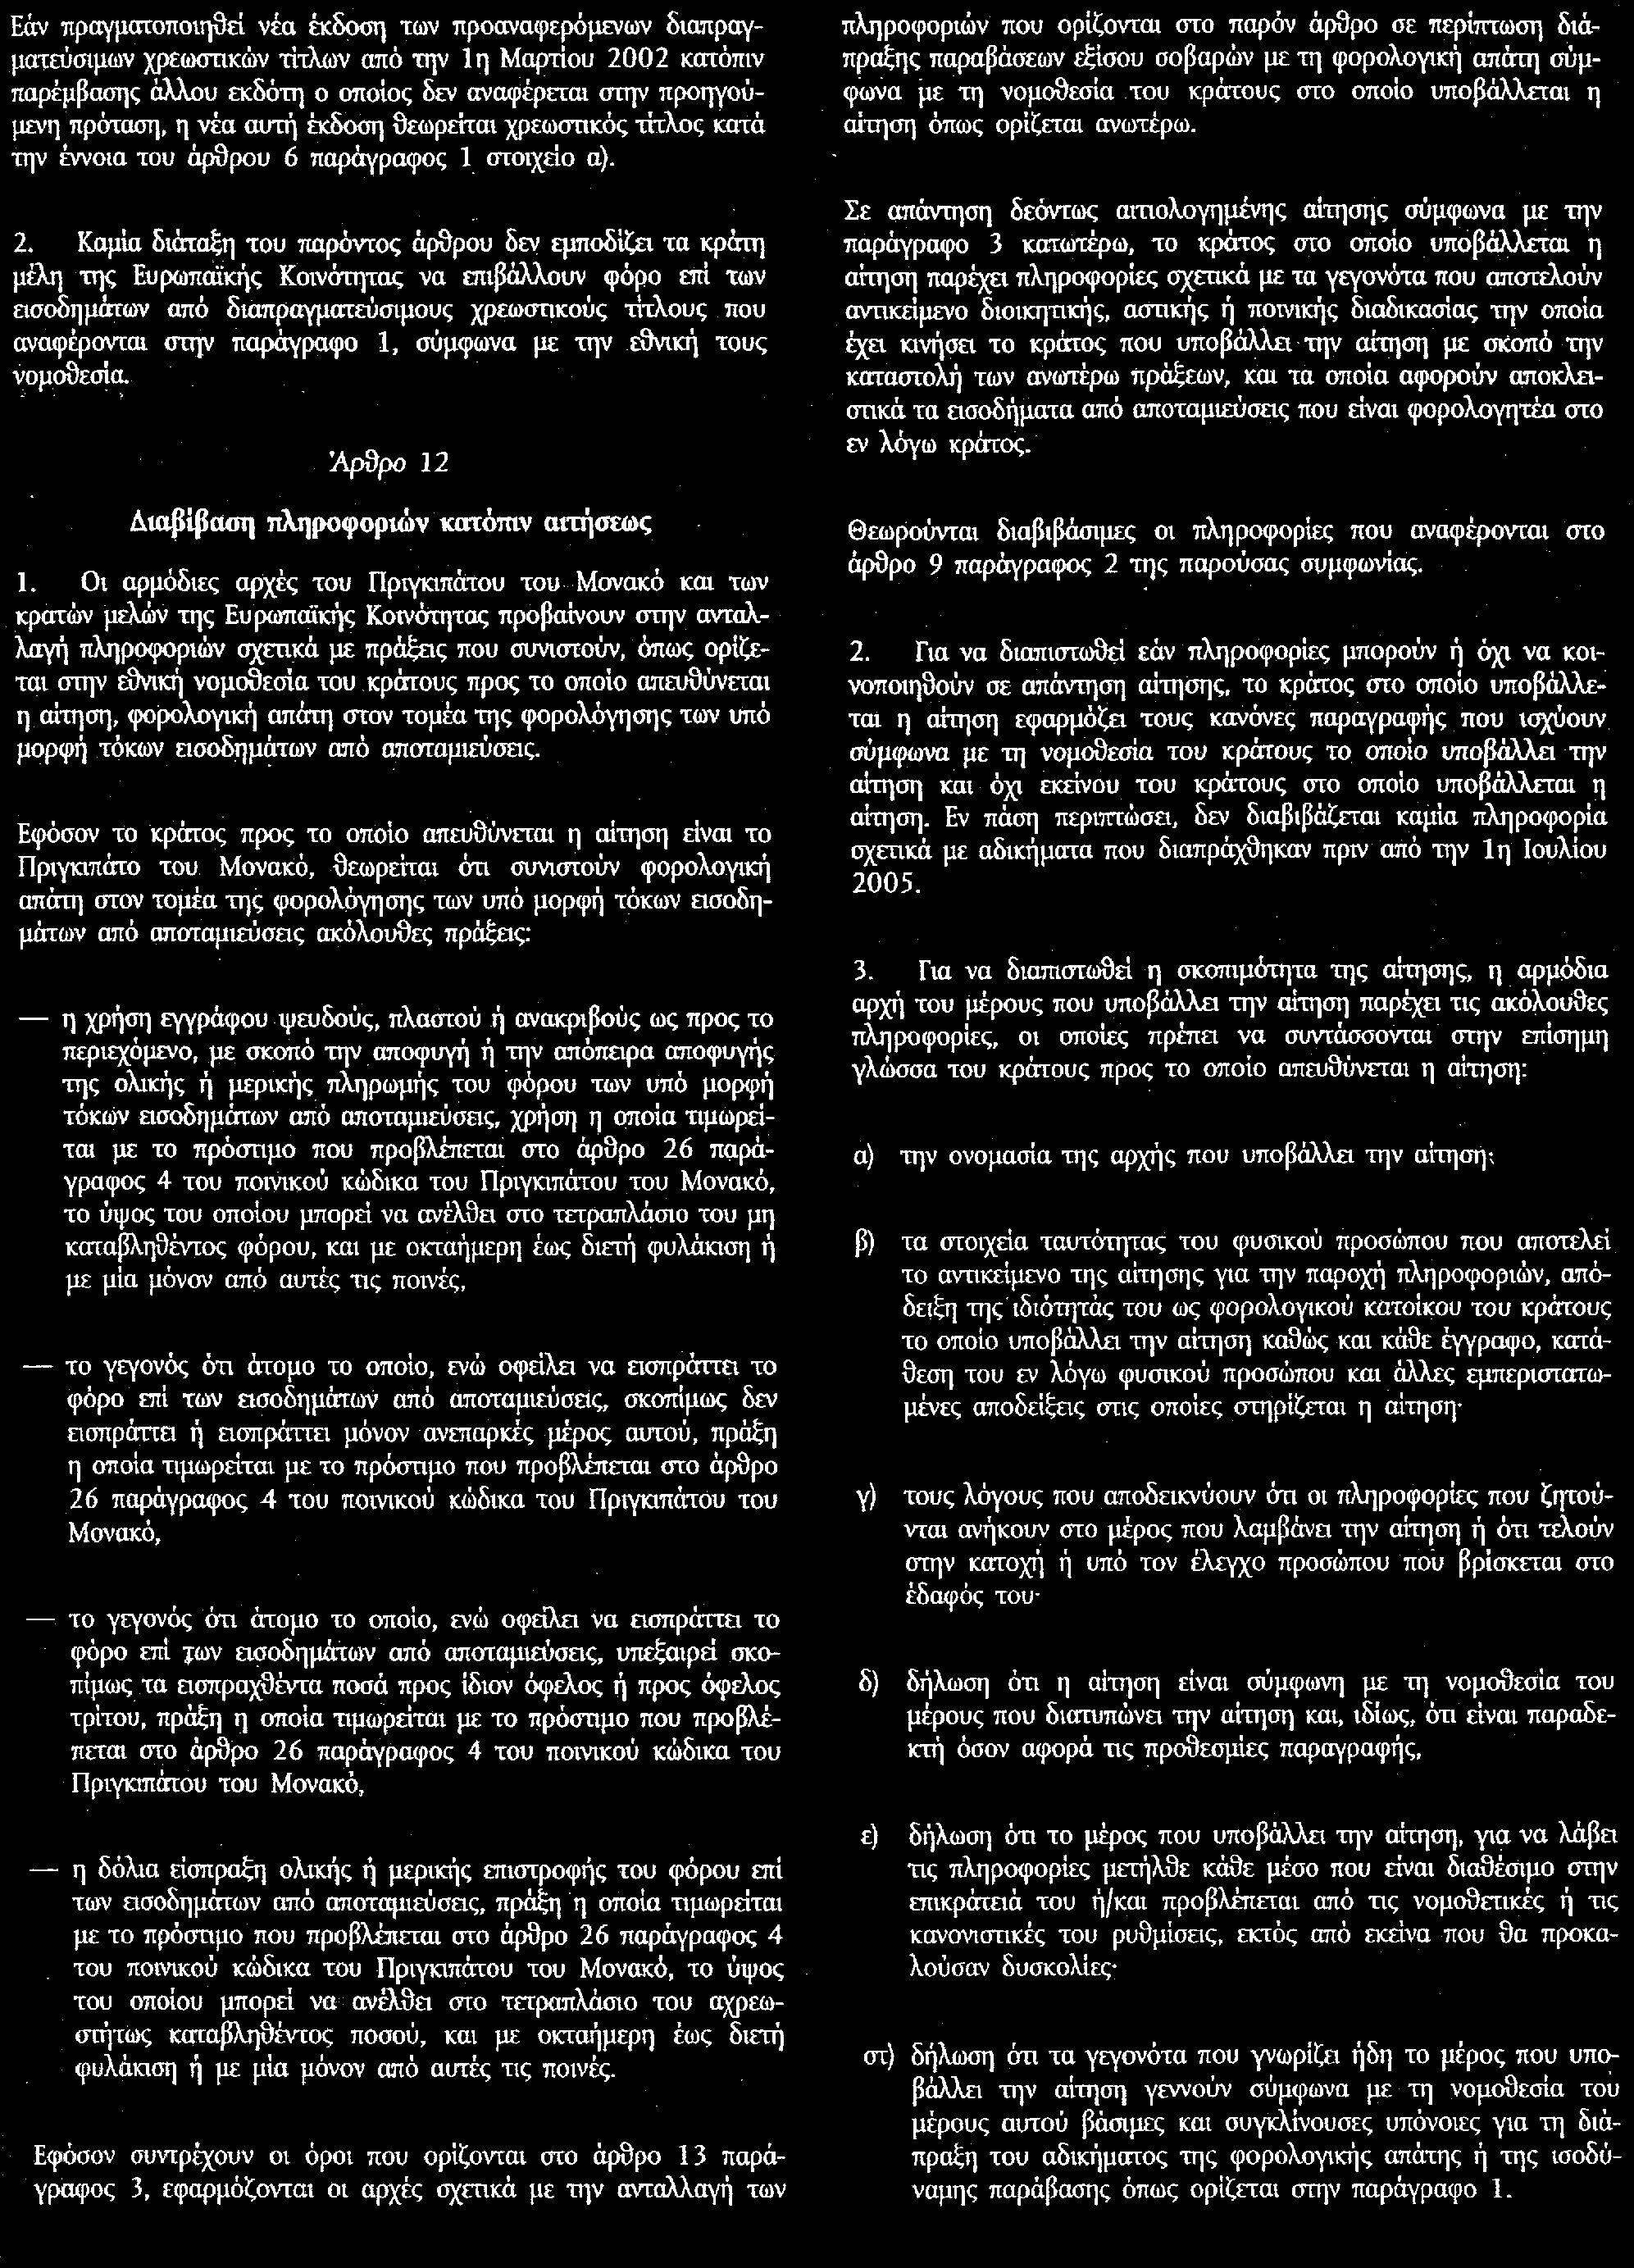 Εάν πραγματοποιηθεί νέα έκδοση των προαναφερόμενων διαπραγ-
ματεύσιμων χρεωστικών τίτλων από την 1η Μαρτίου 2002 κατόπιν
παρέμβασης άλλου εκδότη ο οποίος δεν αναφέρεται στην προηγού-
μενη πρόταση, η νέα αυτή έκδοση θεωρείται χρεωστικός τίτλος κατά
την έννοια του άρθρου 6 παράγραφος 1 στοιχείο α).
2. Καμία διάταξη του παρόντος άρθρου δεν εμποδίζει τα κράτη
μέλη της Ευρωπαϊκής Κοινότητας να επιβάλλουν φόρο επί των
εισοδημάτων από διαπραγματεύσιμους χρεωστικούς τίτλους που
αναφέρονται στην παράγραφο 1, σύμφωνα με την εθνική τους
νομοθεσία.
Άρθρο 12
Διαβίβαση πληροφοριών κατόπιν αιτήσεως
1. Οι αρμόδιες αρχές του Πριγκιπάτου του Μονακό και των
κρατών μελών της Ευρωπαϊκής Κοινότητας προβαίνουν στην ανταλ-
λαγή πληροφοριών σχετικά με πράξεις που συνιστούν, όπως ορίζε-
ται στην εθνική νομοθεσία του κράτους προς το οποίο απευθύνεται
η αίτηση, φορολογική απάτη στον τομέα της φορολόγησης των υπό
μορφή τόκων εισοδημάτων από αποταμιεύσεις.
Εφόσον το κράτος προς το οποίο απευθύνεται η αίτηση είναι το
Πριγκιπάτο του Μονακό, θεωρείται ότι συνιστούν φορολογική
απάτη στον τομέα της φορολόγησης των υπό μορφή τόκων εισοδη-
μάτων από αποταμιεύσεις ακόλουθες πράξεις:
— η χρήση εγγράφου ψευδούς, πλαστού ή ανακριβούς ως προς το
περιεχόμενο, με σκοπό την αποφυγή ή την απόπειρα αποφυγής
της ολικής ή μερικής πληρωμής του φόρου των υπό μορφή
τόκων εισοδημάτων από αποταμιεύσεις, χρήση η οποία τιμωρεί-
ται με το πρόστιμο που προβλέπεται στο άρθρο 26 παρά-
γραφος 4 του ποινικού κώδικα του Πριγκιπάτου του Μονακό,
το ύψος του οποίου μπορεί να ανέλθει στο τετραπλάσιο του μη
καταβληθέντος φόρου, και με οκταήμερη έως διετή φυλάκιση ή
με μία μόνον από αυτές τις ποινές,
— το γεγονός ότι άτομο το οποίο, ενώ οφείλει να εισπράττει το
φόρο επί των εισοδημάτων από αποταμιεύσεις, σκοπίμως δεν
εισπράττει ή εισπράττει μόνον ανεπαρκές μέρος αυτού, πράξη
η οποία τιμωρείται με το πρόστιμο που προβλέπεται στο άρθρο
26 παράγραφος 4 του ποινικού κώδικα του Πριγκιπάτου του
Μονακό,
— το γεγονός ότι άτομο το οποίο, ενώ οφείλει να εισπράττει το
φόρο επί των εισοδημάτων από αποταμιεύσεις, υπεξαιρεί σκο-
πίμως τα εισπραχθέντα ποσά προς ίδιον όφελος ή προς όφελος
τρίτου, πράξη η οποία τιμωρείται με το πρόστιμο που προβλέ-
πεται στο άρθρο 26 παράγραφος 4 του ποινικού κώδικα του
Πριγκιπάτου του Μονακό,
— η δόλια είσπραξη ολικής ή μερικής επιστροφής του φόρου επί
των εισοδημάτων από αποταμιεύσεις, πράξη η οποία τιμωρείται
με το πρόστιμο που προβλέπεται στο άρθρο 26 παράγραφος 4
του ποινικού κώδικα του Πριγκιπάτου του Μονακό, το ύψος
του οποίου μπορεί να ανέλθει στο τετραπλάσιο του αχρεω-
στήτως καταβληθέντος ποσού, και με οκταήμερη έως διετή
φυλάκιση ή με μία μόνον από αυτές τις ποινές.
Εφόσον συντρέχουν οι όροι που ορίζονται στο άρθρο 13 παρά-
γραφος 3, εφαρμόζονται οι αρχές σχετικά με την ανταλλαγή των
πληροφοριών που ορίζονται στο παρόν άρθρο σε περίπτωση διά-
πραξης παραβάσεων εξίσου σοβαρών με τη φορολογική απάτη σύμ-
φωνα με τη νομοθεσία του κράτους στο οποίο υποβάλλεται η
αίτηση όπως ορίζεται ανωτέρω.
Σε απάντηση δεόντως αιτιολογημένης αίτησης σύμφωνα με την
παράγραφο 3 κατωτέρω, το κράτος στο οποίο υποβάλλεται η
αίτηση παρέχει πληροφορίες σχετικά με τα γεγονότα που αποτελούν
αντικείμενο διοικητικής, αστικής ή ποινικής διαδικασίας την οποία
έχει κινήσει το κράτος που υποβάλλει την αίτηση με σκοπό την
καταστολή των ανωτέρω πράξεων, και τα οποία αφορούν αποκλει-
στικά τα εισοδήματα από αποταμιεύσεις που είναι φορολογητέα στο
εν λόγω κράτος.
Θεωρούνται διαβιβάσιμες οι πληροφορίες που αναφέρονται στο
άρθρο 9 παράγραφος 2 της παρούσας συμφωνίας.
2. Για να διαπιστωθεί εάν πληροφορίες μπορούν ή όχι να κοι-
νοποιηθούν σε απάντηση αίτησης, το κράτος στο οποίο υποβάλλε-
ται η αίτηση εφαρμόζει τους κανόνες παραγραφής που ισχύουν
σύμφωνα με τη νομοθεσία του κράτους το οποίο υποβάλλει την
αίτηση και όχι εκείνου του κράτους στο οποίο υποβάλλεται η
αίτηση. Εν πάση περιπτώσει, δεν διαβιβάζεται καμία πληροφορία
σχετικά με αδικήματα που διαπράχθηκαν πριν από την 1η Ιουλίου
2005.
3. Για να διαπιστωθεί η σκοπιμότητα της αίτησης, η αρμόδια
αρχή του μέρους που υποβάλλει την αίτηση παρέχει τις ακόλουθες
πληροφορίες, οι οποίες πρέπει να συντάσσονται στην επίσημη
γλώσσα του κράτους προς το οποίο απευθύνεται η αίτηση:
α) την ονομασία της αρχής που υποβάλλει την αίτηση·
β) τα στοιχεία ταυτότητας του φυσικού προσώπου που αποτελεί
το αντικείμενο της αίτησης για την παροχή πληροφοριών, από-
δειξη της ιδιότητάς του ως φορολογικού κατοίκου του κράτους
το οποίο υποβάλλει την αίτηση καθώς και κάθε έγγραφο, κατά-
θεση του εν λόγω φυσικού προσώπου και άλλες εμπεριστατω-
μένες αποδείξεις στις οποίες στηρίζεται η αίτηση·
γ) τους λόγους που αποδεικνύουν ότι οι πληροφορίες που ζητού-
νται ανήκουν στο μέρος που λαμβάνει την αίτηση ή ότι τελούν
στην κατοχή ή υπό τον έλεγχο προσώπου που βρίσκεται στο
έδαφός του·
δ) δήλωση ότι η αίτηση είναι σύμφωνη με τη νομοθεσία του
μέρους που διατυπώνει την αίτηση και, ιδίως, ότι είναι παραδε-
κτή όσον αφορά τις προθεσμίες παραγραφής,
ε) δήλωση ότι το μέρος που υποβάλλει την αίτηση, για να λάβει
τις πληροφορίες μετήλθε κάθε μέσο που είναι διαθέσιμο στην
επικράτειά του ή/και προβλέπεται από τις νομοθετικές ή τις
κανονιστικές του ρυθμίσεις, εκτός από εκείνα που θα προκα-
λούσαν δυσκολίες·
στ) δήλωση ότι τα γεγονότα που γνωρίζει ήδη το μέρος που υπο-
βάλλει την αίτηση γεννούν σύμφωνα με τη νομοθεσία του
μέρους αυτού βάσιμες και συγκλίνουσες υπόνοιες για τη διά-
πραξη του αδικήματος της φορολογικής απάτης ή της ισοδύ-
ναμης παράβασης όπως ορίζεται στην παράγραφο 1.